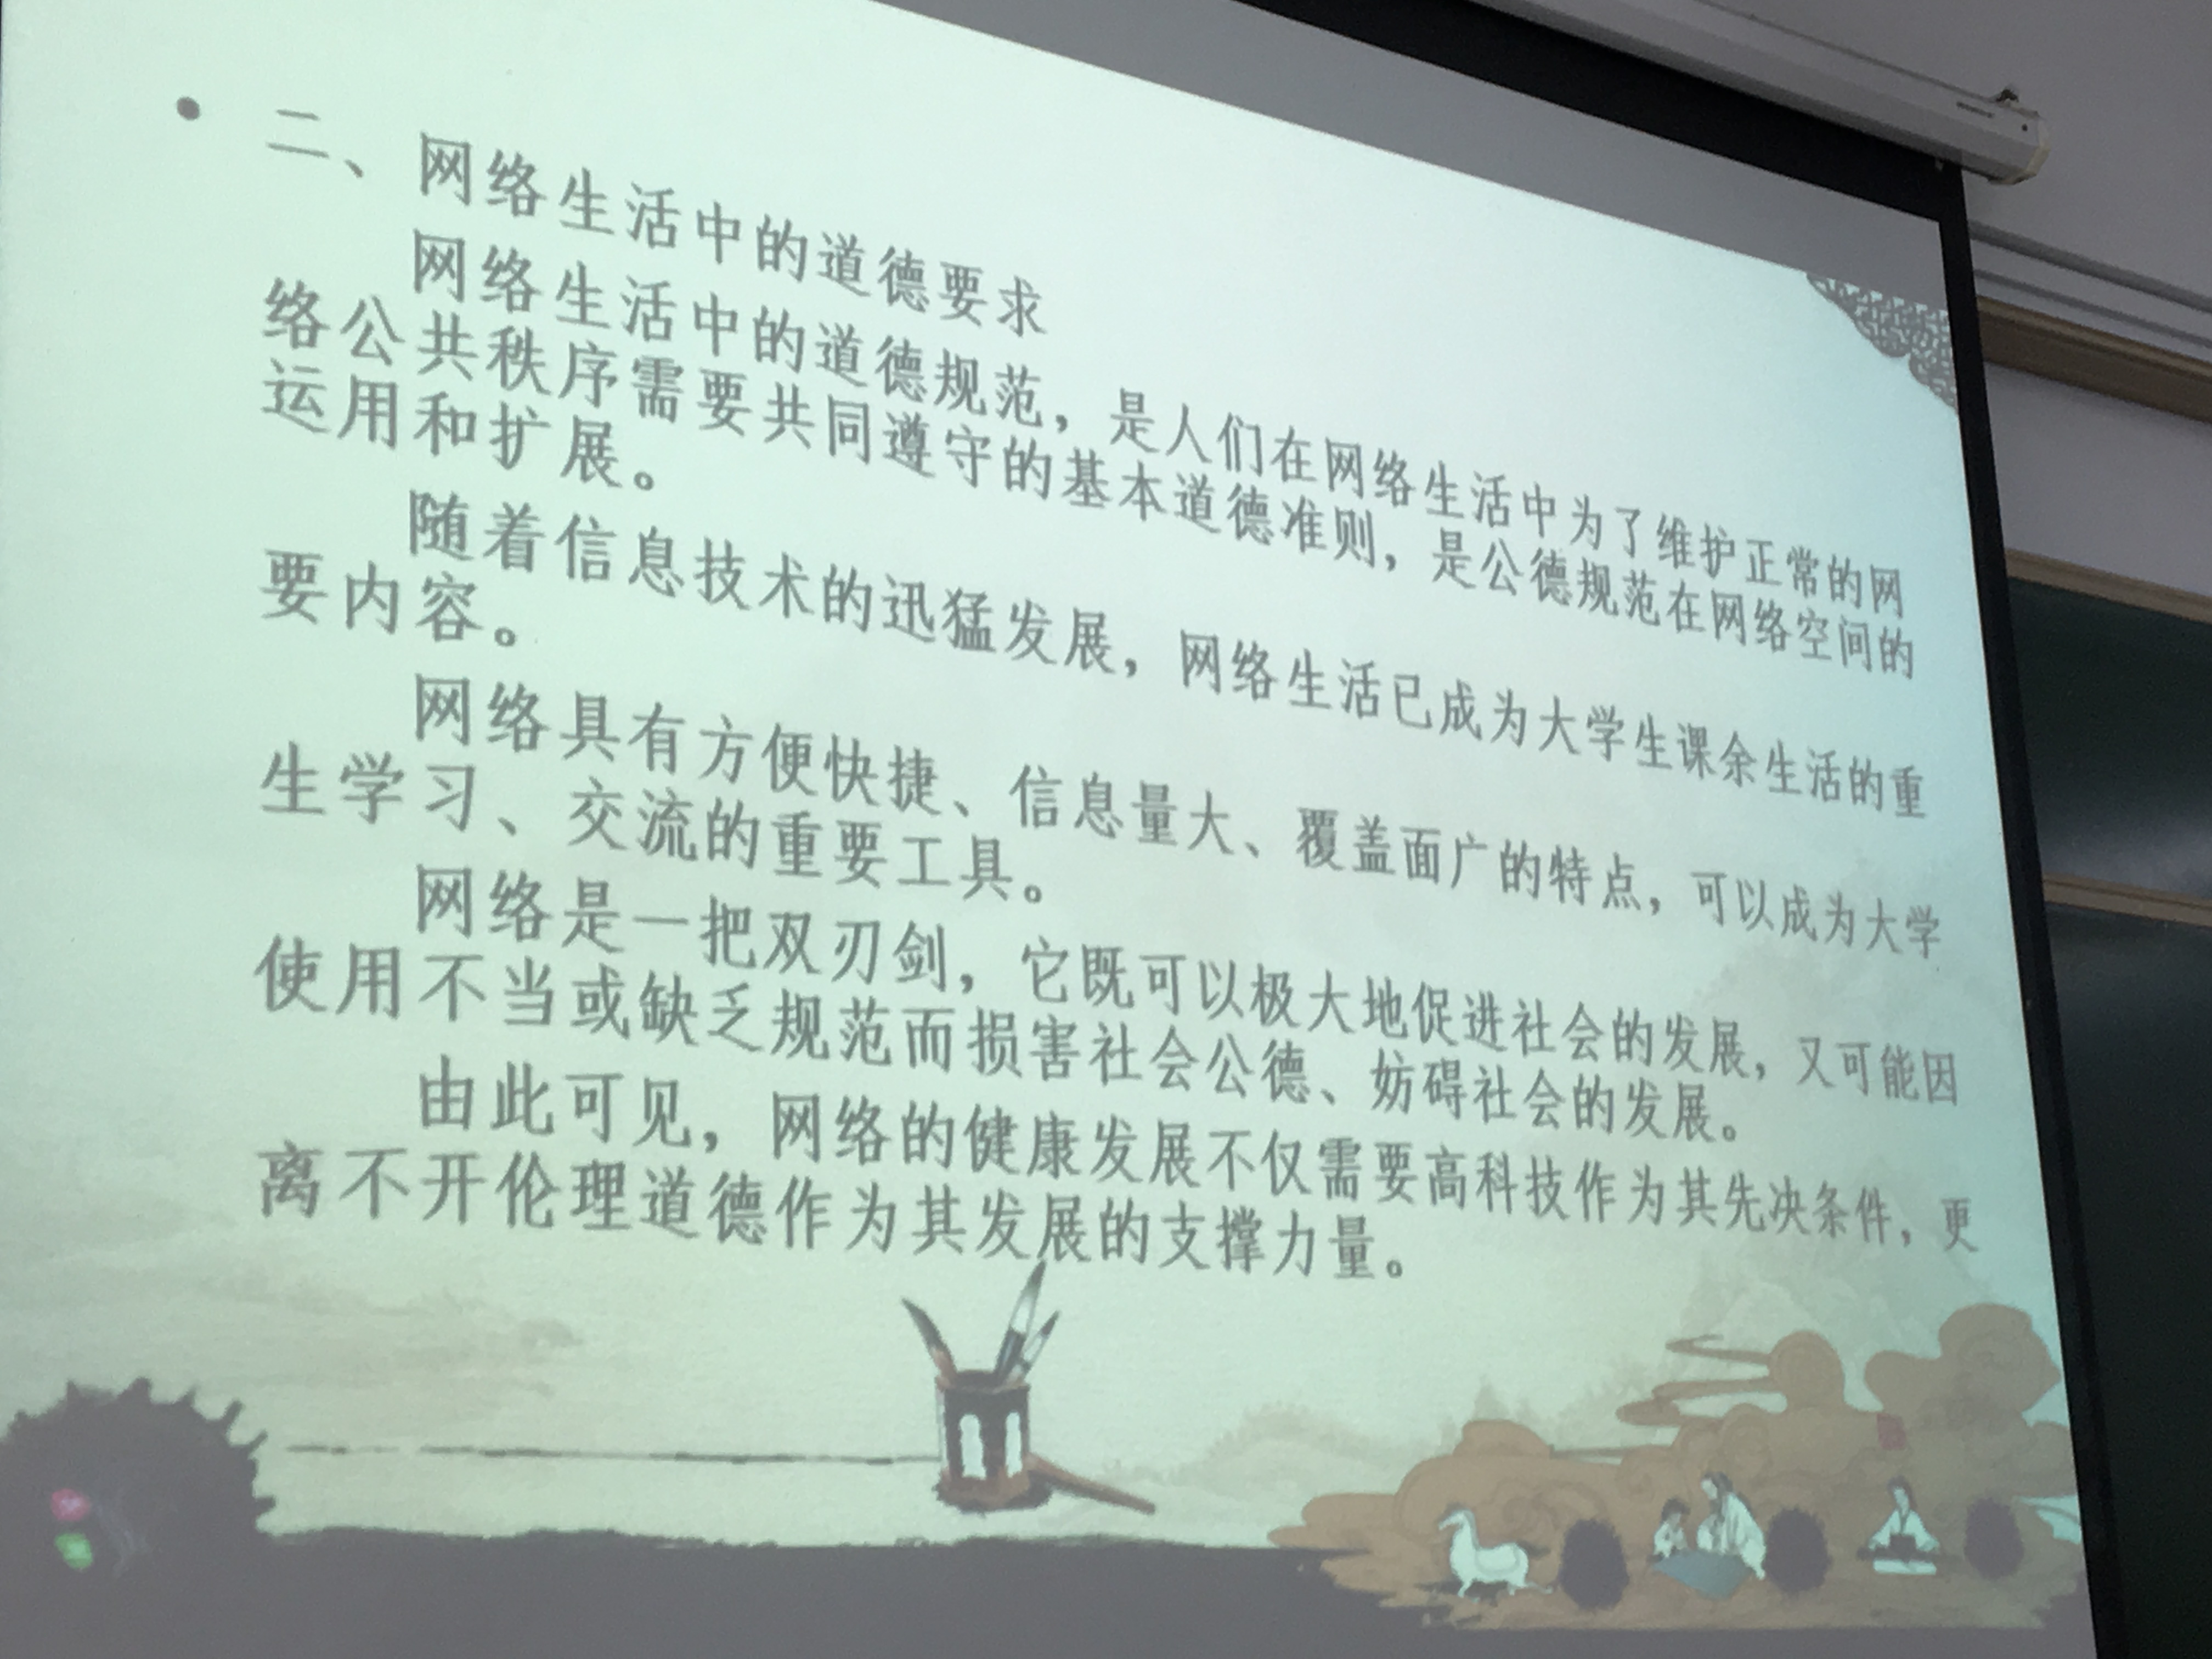 • 二、网络生活中的道德要求
网络生活中的道德规范，是人们在网络生活中为了维护正常的网
络公共秩序需要共同遵守的基本道德准则，是公德规范在网络空间的
运用和扩展。
随着信息技术的迅猛发展，网络生活已成为大学生课余生活的重
要内容。
网络具有方便快捷、信息量大、覆盖面广的特点，可以成为大学
生学习、交流的重要工具。
网络是一把双刃剑，它既可以极大地促进社会的发展，又可能因
使用不当或缺乏规范而损害社会公德、妨碍社会的发展。
由此可见，网络的健康发展不仅需要高科技作为其先决条件，更
离不开伦理道德作为其发展的支撑力量。